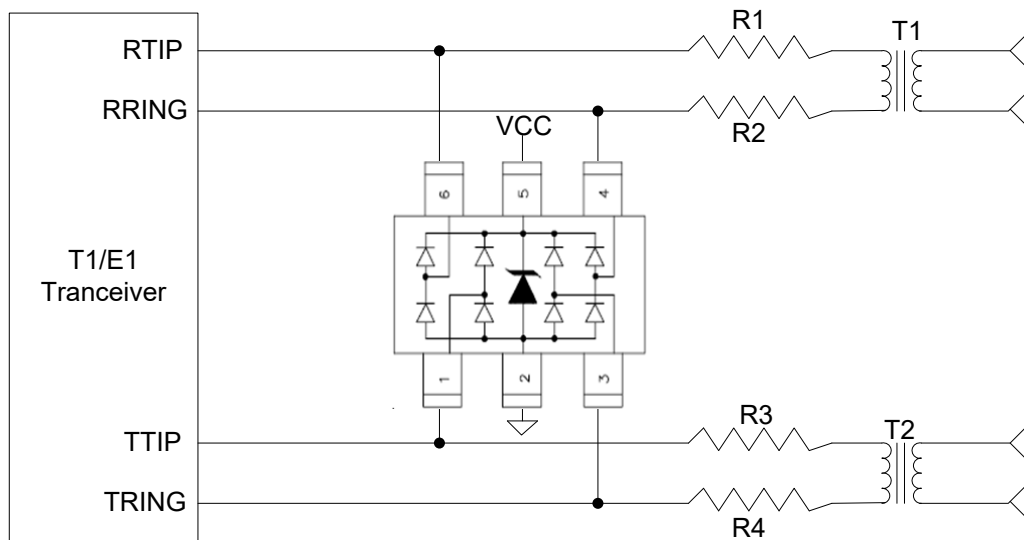 RTIP
R1
T1
RRING
R2
VCC
6
5
4
T1/E1
Tranceiver
1
2
3
TTIP
R3
T2
TRING
R4